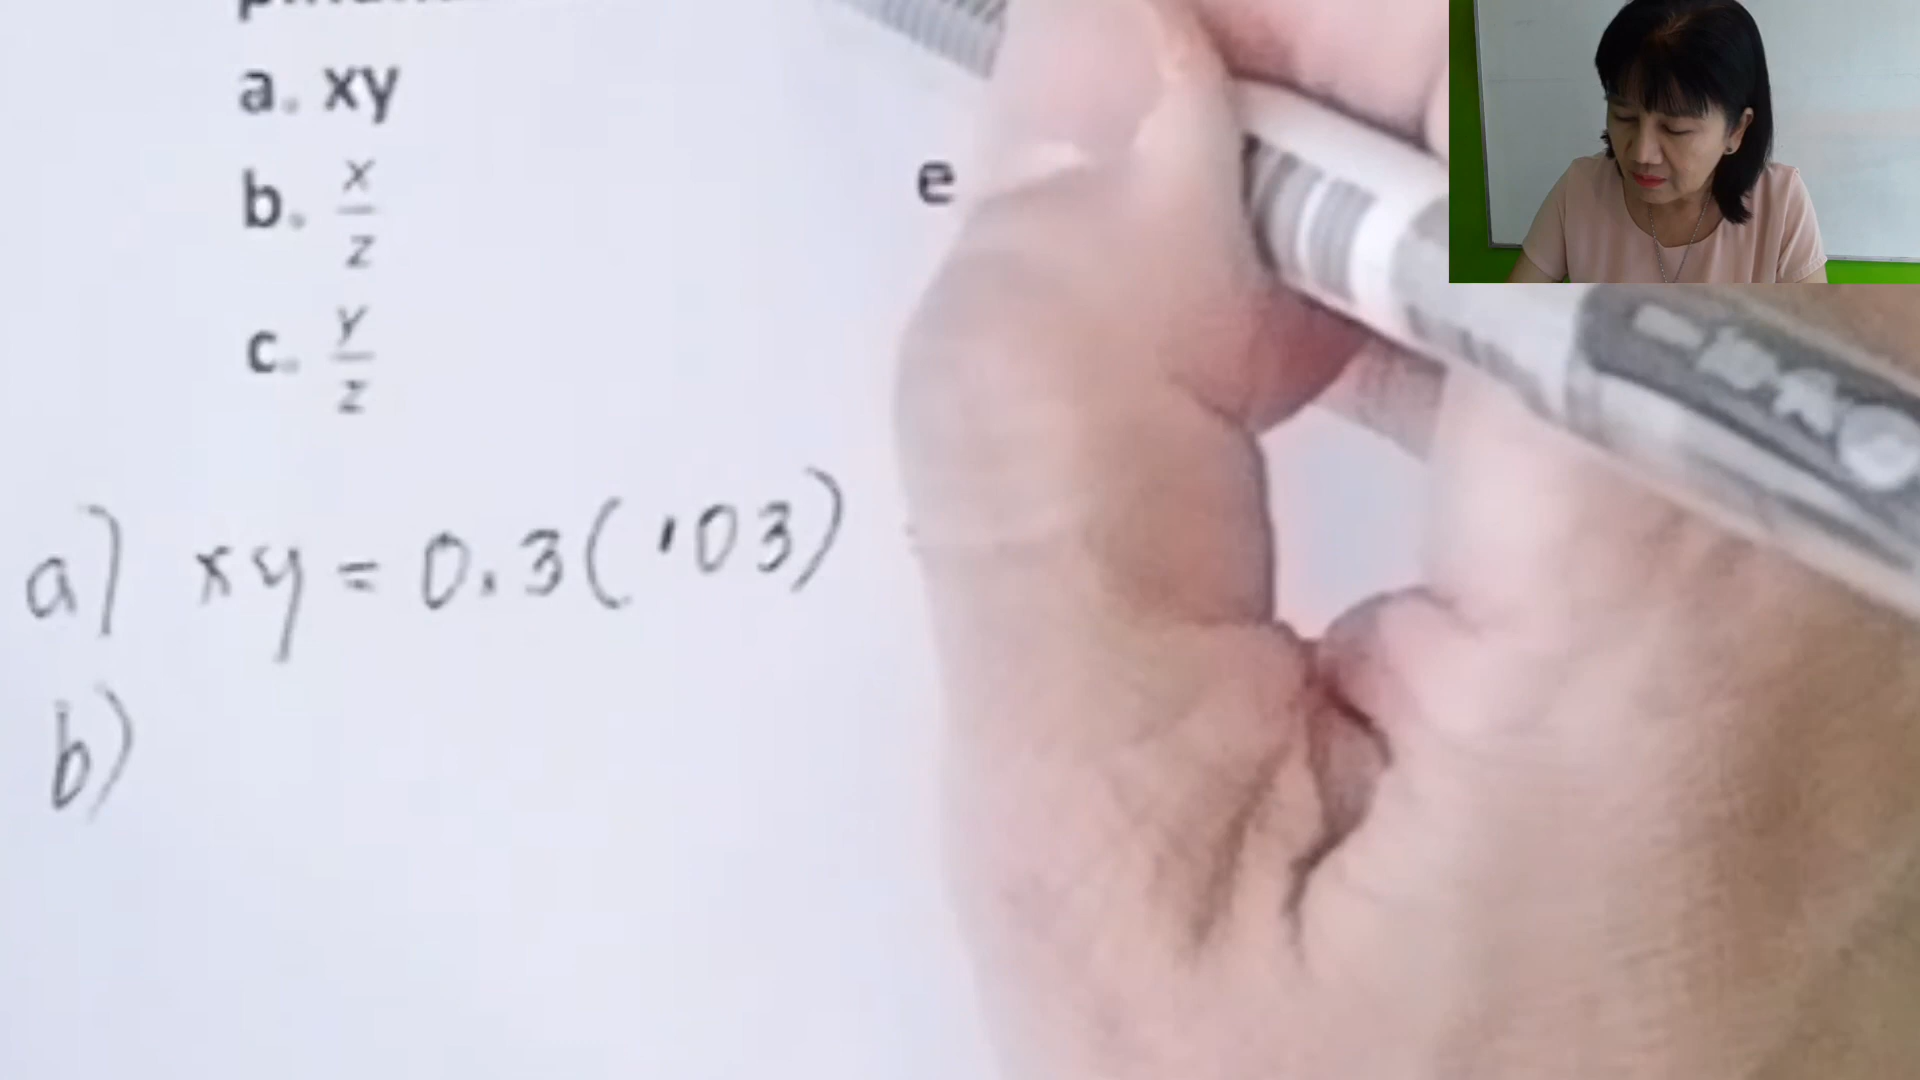 a. xy
b. x/z
e
c. y/z
a) xy = 0.3(.03)
b)